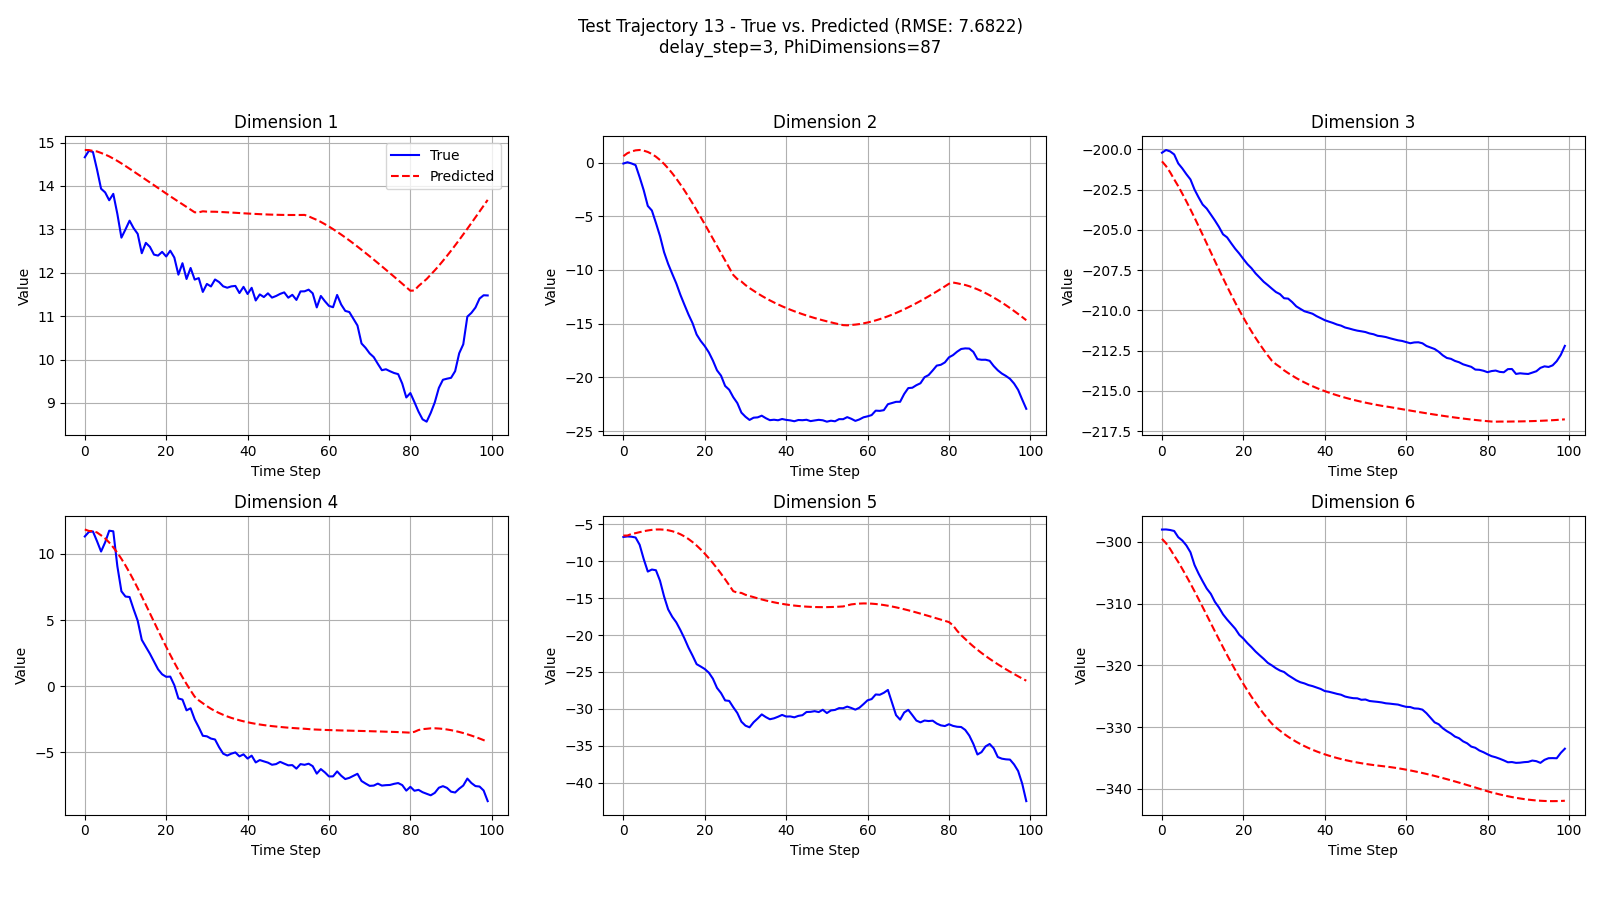 Test Trajectory 13 - True vs. Predicted (RMSE: 7.6822)
delay_step=3, PhiDimensions=87
Dimension 1
Value
15
14
13
12
11
10
9
True
Predicted
0 20 40 60 80 100
Time Step
Dimension 2
Value
0
−5
−10
−15
−20
−25
0 20 40 60 80 100
Time Step
Dimension 3
Value
−200.0
−202.5
−205.0
−207.5
−210.0
−212.5
−215.0
−217.5
0 20 40 60 80 100
Time Step
Dimension 4
Value
10
5
0
−5
0 20 40 60 80 100
Time Step
Dimension 5
Value
−5
−10
−15
−20
−25
−30
−35
−40
0 20 40 60 80 100
Time Step
Dimension 6
Value
−300
−310
−320
−330
−340
0 20 40 60 80 100
Time Step